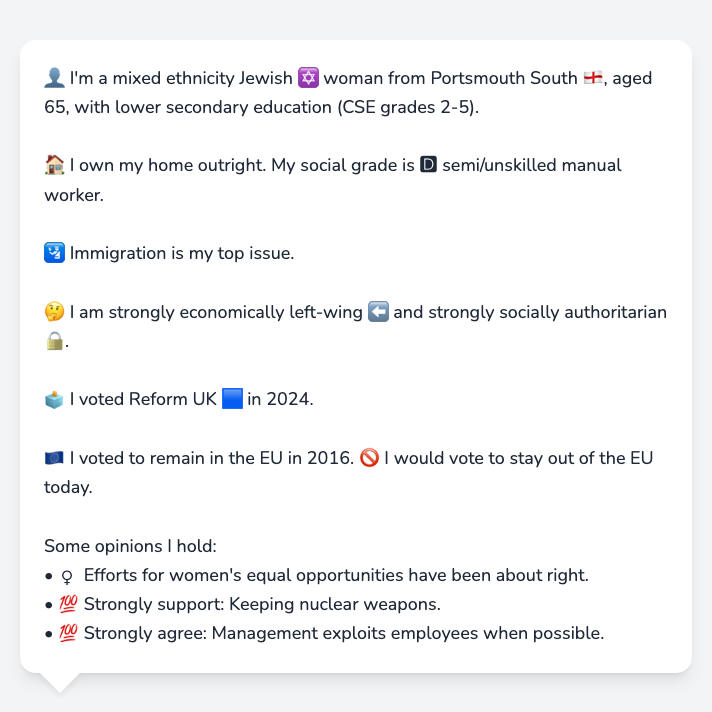 👤 I'm a mixed ethnicity Jewish ✡️ woman from Portsmouth South 🏴󠁧󠁢󠁥󠁮󠁧󠁿, aged
65, with lower secondary education (CSE grades 2-5).
🏠 I own my home outright. My social grade is 🅳 semi/unskilled manual
worker.
🛂 Immigration is my top issue.
🤔 I am strongly economically left-wing ⬅️ and strongly socially authoritarian
🔒.
🗳️ I voted Reform UK 🟦 in 2024.
🇪🇺 I voted to remain in the EU in 2016. 🚫 I would vote to stay out of the EU
today.
Some opinions I hold:
• ♀ Efforts for women's equal opportunities have been about right.
• 💯 Strongly support: Keeping nuclear weapons.
• 💯 Strongly agree: Management exploits employees when possible.